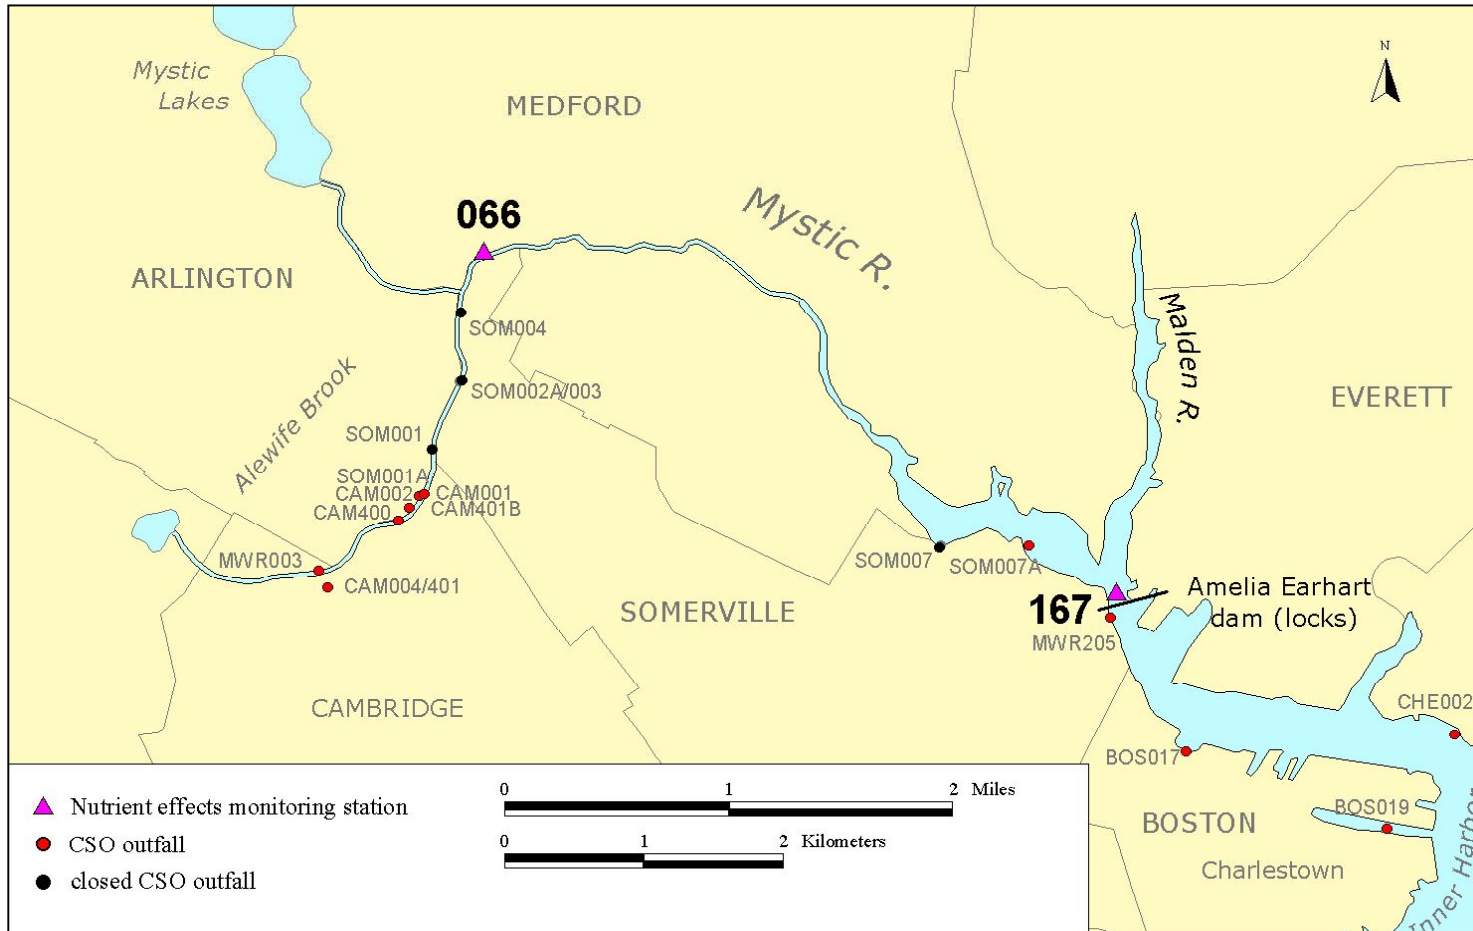 N
Mystic
Lakes
MEDFORD
066
Mystic R.
ARLINGTON
Malden R.
SOM004
EVERETT
SOM002A/003
Alewife Brook
SOM001
SOM001A
CAM002
CAM001
CAM400
CAM401B
MWR003
CAM004/401
SOM007
SOM007A
Amelia Earhart
dam (locks)
167
SOMERVILLE
MWR205
CAMBRIDGE
CHE002
BOS017
BOS019
BOSTON
Charlestown
Inner Harbor
Nutrient effects monitoring station
CSO outfall
closed CSO outfall
0 1 2 Miles
0 1 2 Kilometers